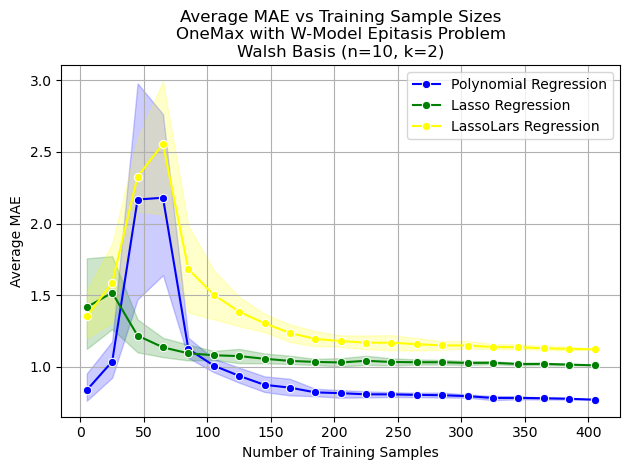 Average MAE vs Training Sample Sizes
OneMax with W-Model Epitasis Problem
Walsh Basis (n=10, k=2)
Polynomial Regression
Lasso Regression
LassoLars Regression
Average MAE
3.0
2.5
2.0
1.5
1.0
0 50 100 150 200 250 300 350 400
Number of Training Samples